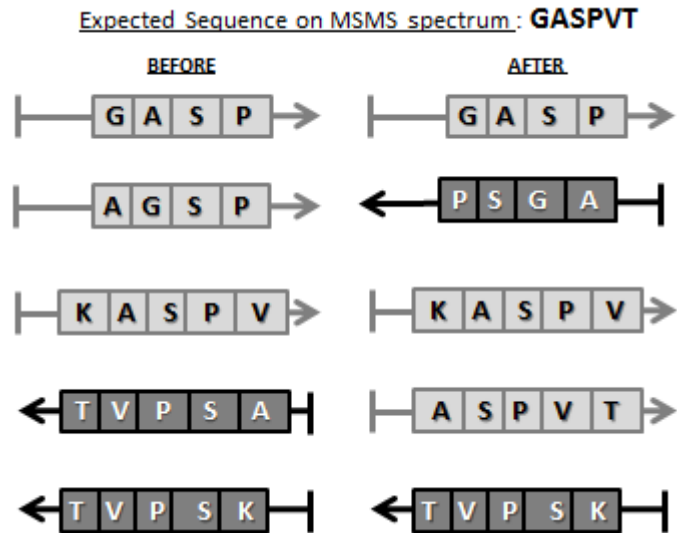 Expected Sequence on MSMS spectrum : GASPVT
BEFORE AFTER
G A S P G A S P
A G S P P S G A
K A S P V K A S P V
T V P S A A S P V T
T V P S K T V P S K